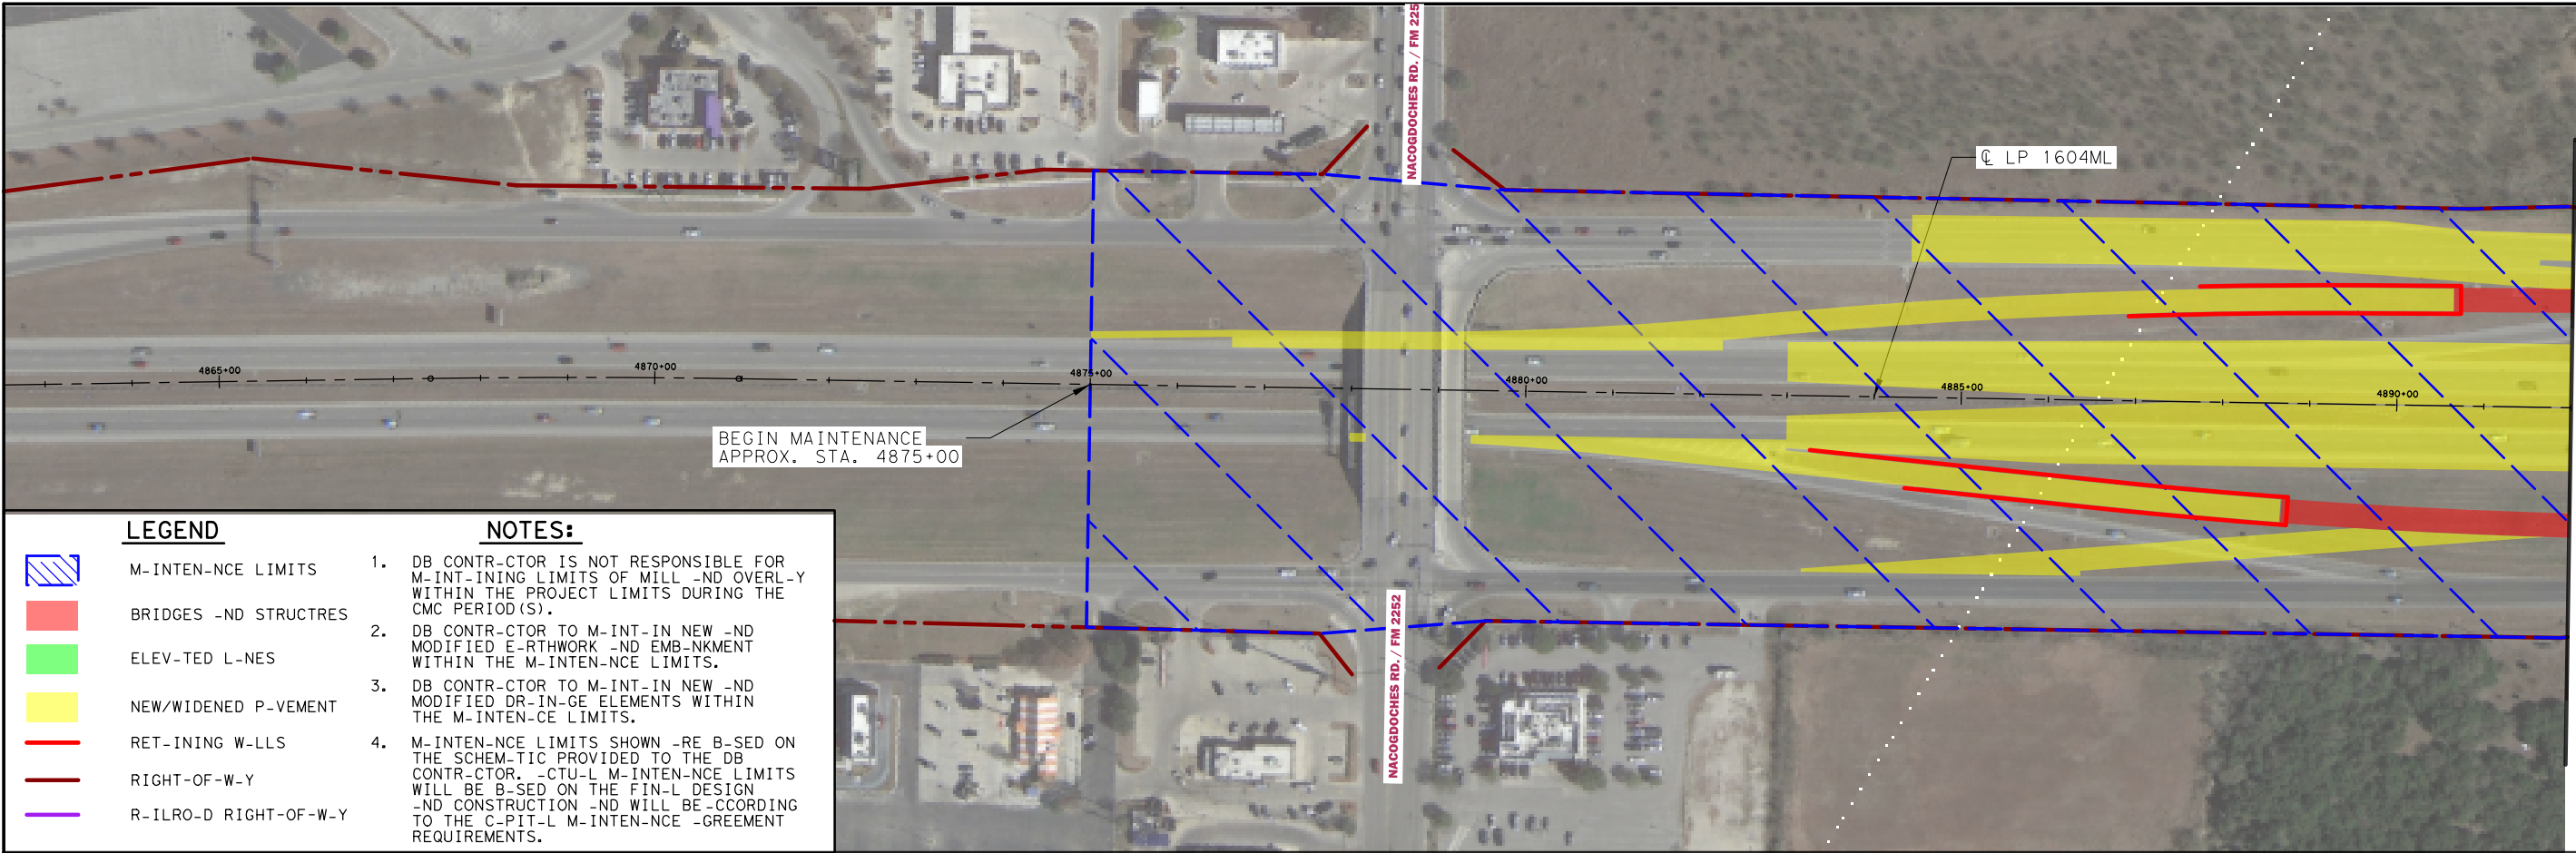 NACOGDOCHES RD. / FM 225
℄ LP 1604ML
4865+00
4870+00
4875+00
4880+00
4885+00
4890+00
BEGIN MAINTENANCE
APPROX. STA. 4875+00
NACOGDOCHES RD. / FM 2252
LEGEND
M-INTEN-NCE LIMITS
BRIDGES -ND STRUCTRES
ELEV-TED L-NES
NEW/WIDENED P-VEMENT
RET-INING W-LLS
RIGHT-OF-W-Y
R-ILRO-D RIGHT-OF-W-Y
NOTES:
1. DB CONTR-CTOR IS NOT RESPONSIBLE FOR
M-INT-INING LIMITS OF MILL -ND OVERL-Y
WITHIN THE PROJECT LIMITS DURING THE
CMC PERIOD(S).
2. DB CONTR-CTOR TO M-INT-IN NEW -ND
MODIFIED E-RTHWORK -ND EMB-NKMENT
WITHIN THE M-INTEN-NCE LIMITS.
3. DB CONTR-CTOR TO M-INT-IN NEW -ND
MODIFIED DR-IN-GE ELEMENTS WITHIN
THE M-INTEN-CE LIMITS.
4. M-INTEN-NCE LIMITS SHOWN -RE B-SED ON
THE SCHEM-TIC PROVIDED TO THE DB
CONTR-CTOR. -CTU-L M-INTEN-NCE LIMITS
WILL BE B-SED ON THE FIN-L DESIGN
-ND CONSTRUCTION -ND WILL BE -CCORDING
TO THE C-PIT-L M-INTEN-NCE -GREEMENT
REQUIREMENTS.